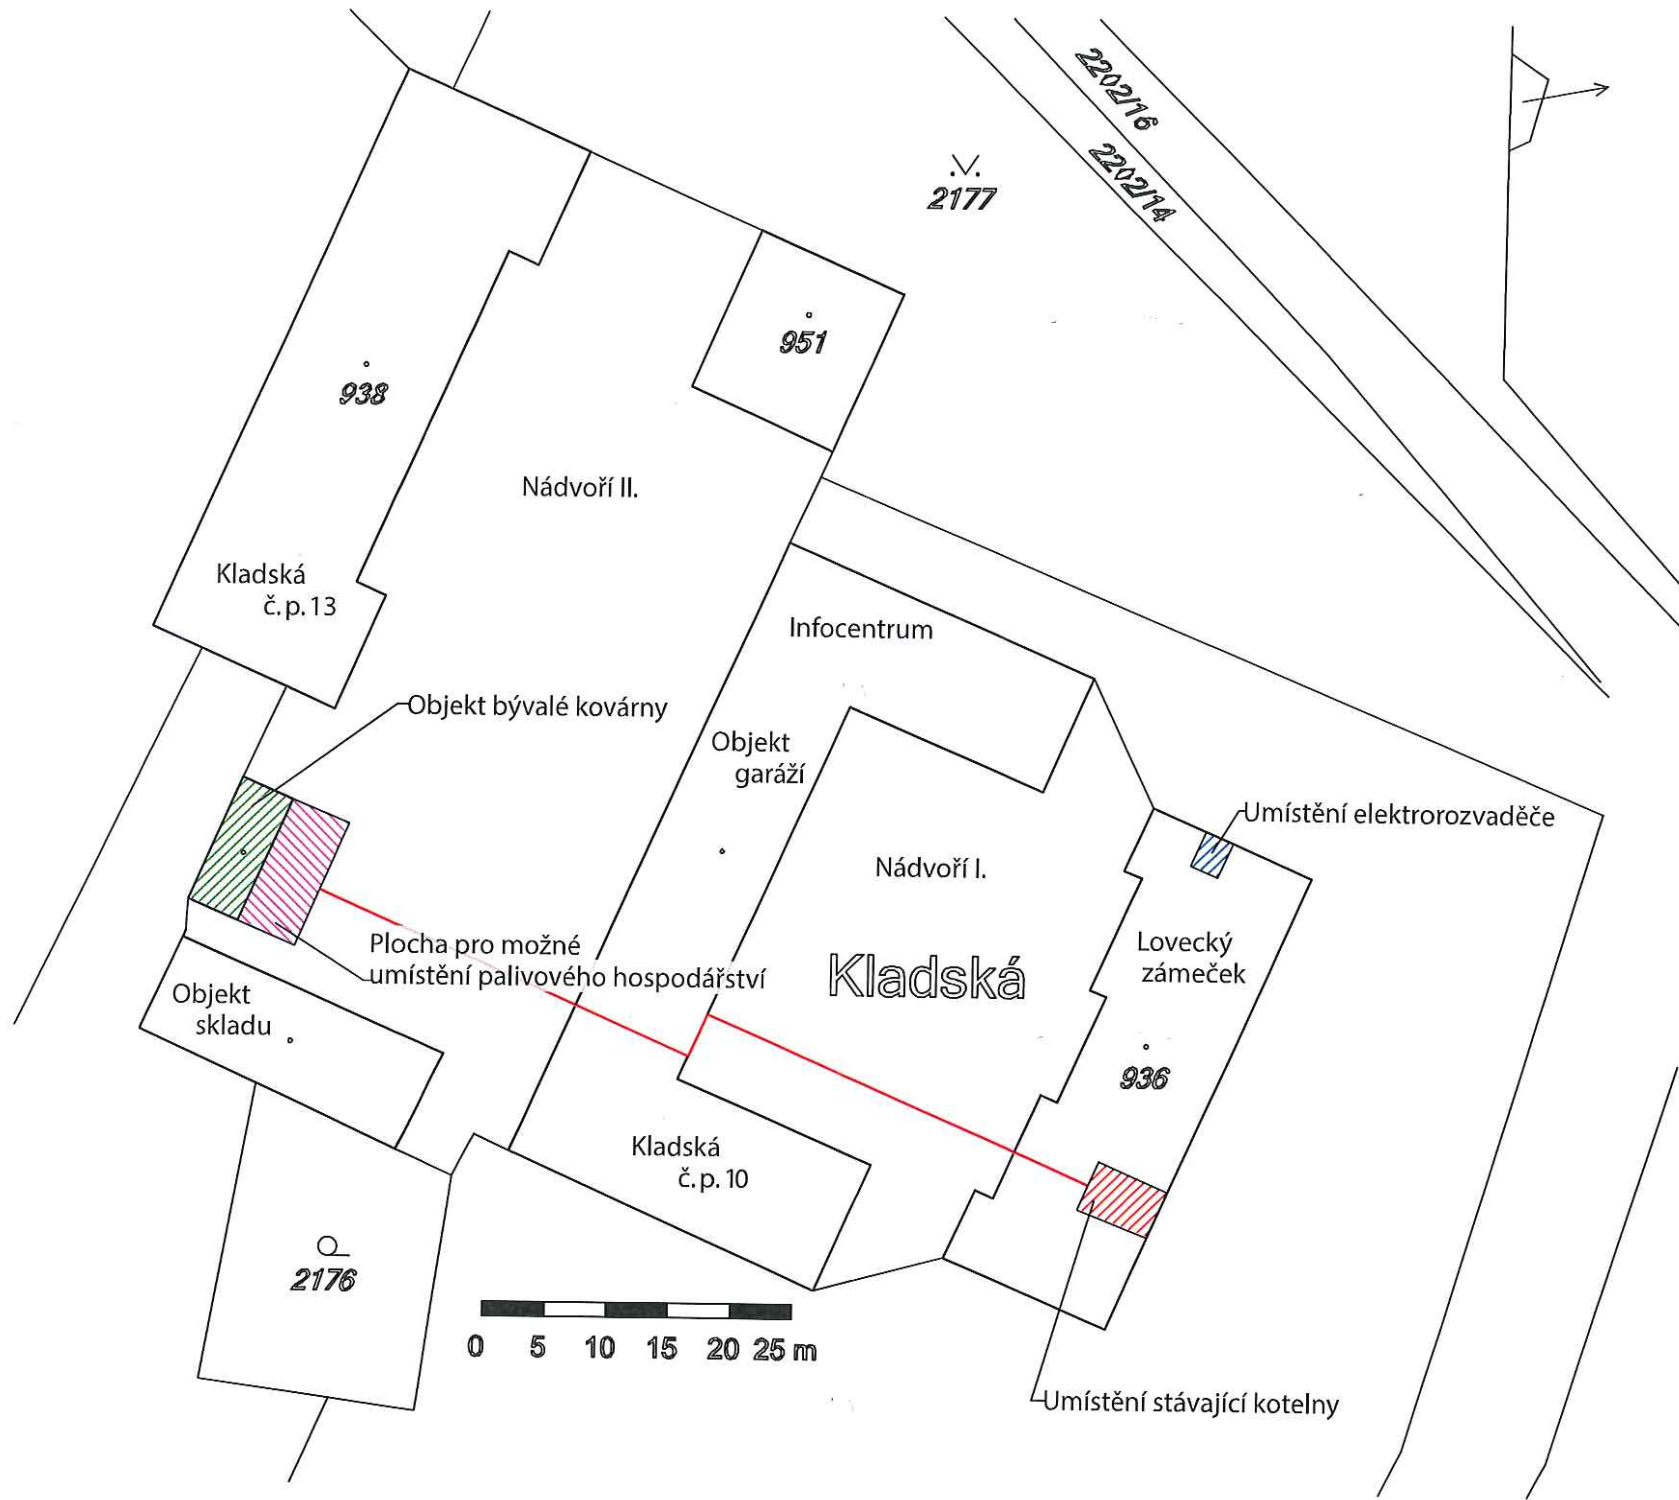 2202/16
2202/14
2177
951
938
Nádvoří II.
Kladská
č.p. 13
Infocentrum
Objekt bývalé kovárny
Objekt
garáží
Umístění elektrorozvaděče
Nádvoří I.
Plocha pro možné
umístění palivového hospodářství
Kladská
Lovecký
zámeček
Objekt
skladu
936
Kladská
č.p. 10
2176
0 5 10 15 20 25 m
Umístění stávající kotelny